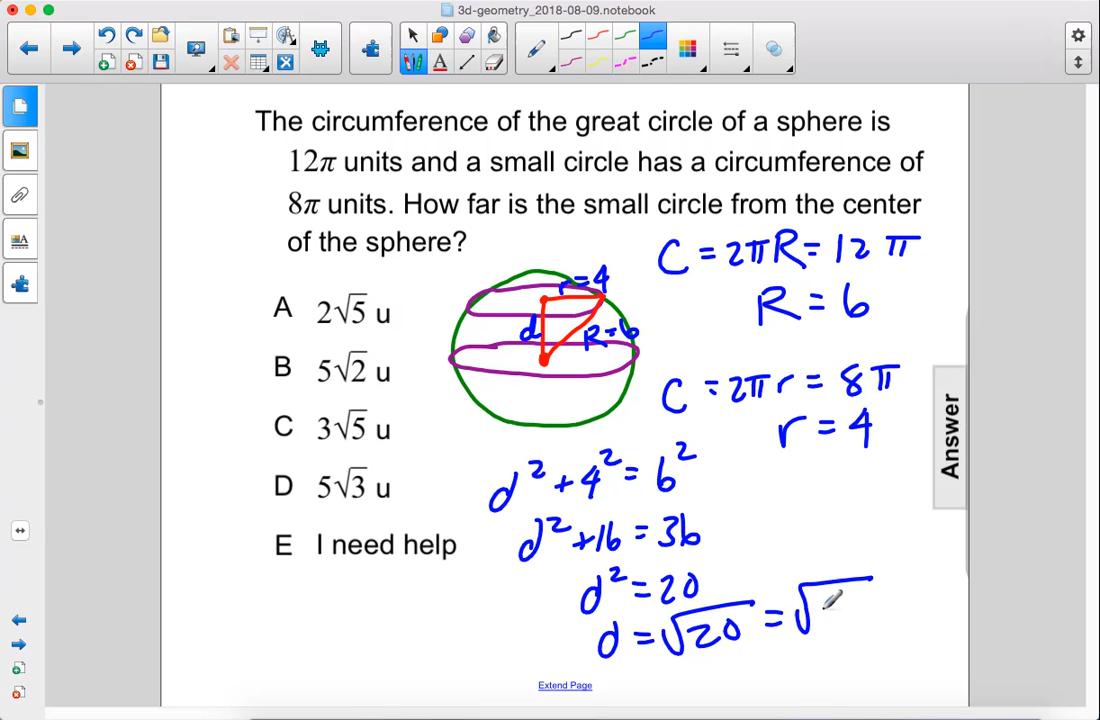 3d-geometry_2018-08-09.notebook
The circumference of the great circle of a sphere is
12π units and a small circle has a circumference of
8π units. How far is the small circle from the center
of the sphere?
A 2√5 u
B 5√2 u
C 3√5 u
D 5√3 u
E I need help
C = 2πR = 12 π
R = 6
r = 4
d
R = 6
C = 2πr = 8π
r = 4
d² + 4² = 6²
d² + 16 = 36
d² = 20
d = √20 = √
Answer
Extend Page